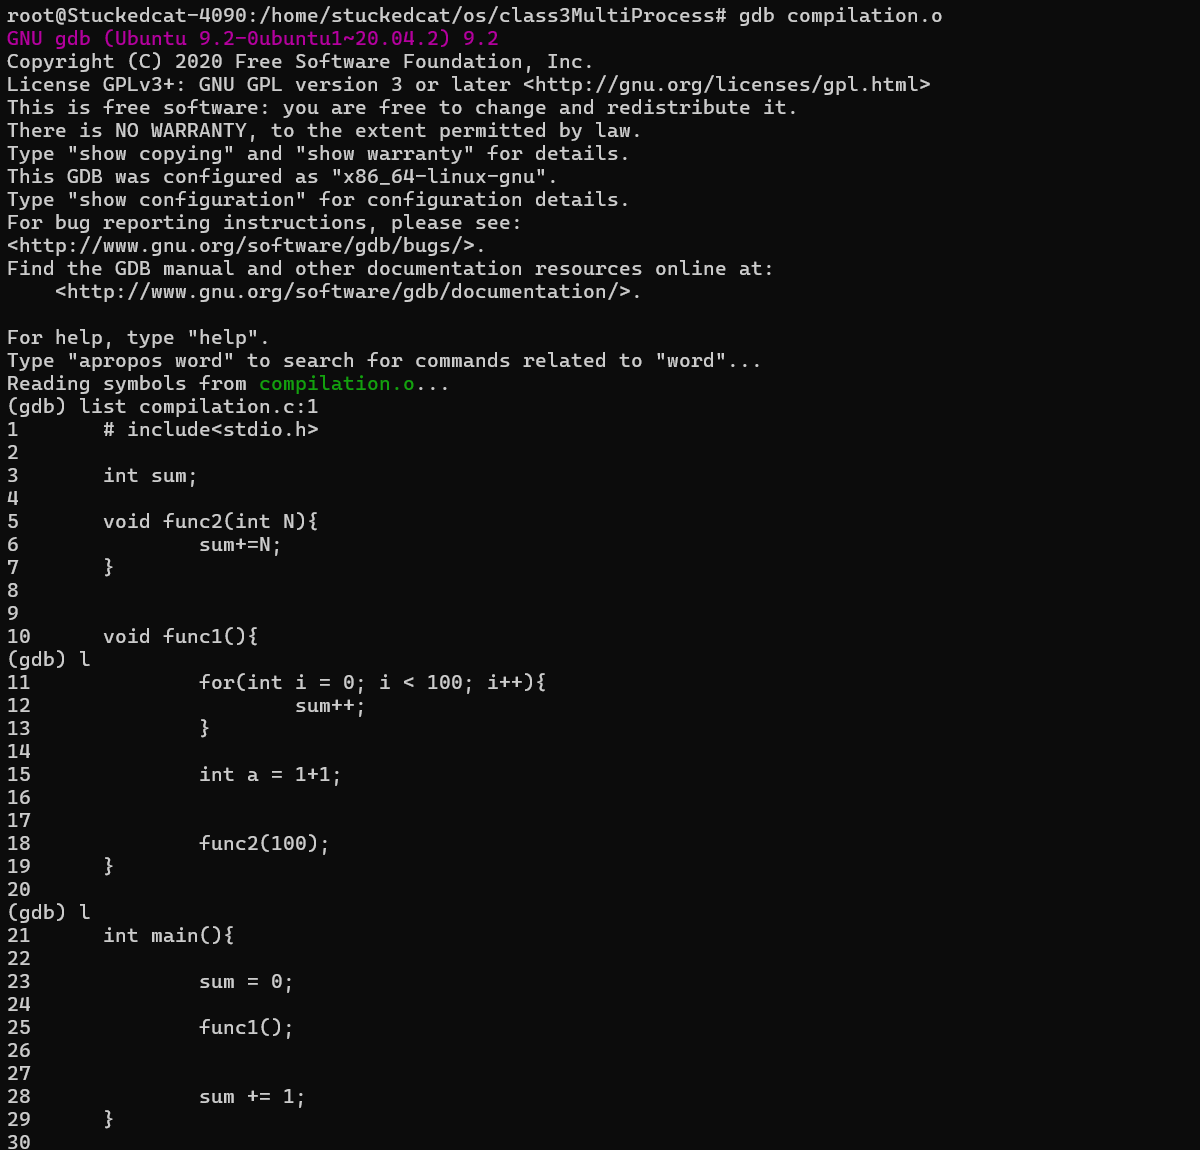 root@Stuckedcat-4090:/home/stuckedcat/os/class3MultiProcess# gdb compilation.o
GNU gdb (Ubuntu 9.2-0ubuntu1~20.04.2) 9.2
Copyright (C) 2020 Free Software Foundation, Inc.
License GPLv3+: GNU GPL version 3 or later <http://gnu.org/licenses/gpl.html>
This is free software: you are free to change and redistribute it.
There is NO WARRANTY, to the extent permitted by law.
Type "show copying" and "show warranty" for details.
This GDB was configured as "x86_64-linux-gnu".
Type "show configuration" for configuration details.
For bug reporting instructions, please see:
<http://www.gnu.org/software/gdb/bugs/>.
Find the GDB manual and other documentation resources online at:
    <http://www.gnu.org/software/gdb/documentation/>.

For help, type "help".
Type "apropos word" to search for commands related to "word"...
Reading symbols from compilation.o...
(gdb) list compilation.c:1
1       # include<stdio.h>
2
3       int sum;
4
5       void func2(int N){
6               sum+=N;
7       }
8
9
10      void func1(){
(gdb) l
11              for(int i = 0; i < 100; i++){
12                      sum++;
13              }
14
15              int a = 1+1;
16
17
18              func2(100);
19      }
20
(gdb) l
21      int main(){
22
23              sum = 0;
24
25              func1();
26
27
28              sum += 1;
29      }
30